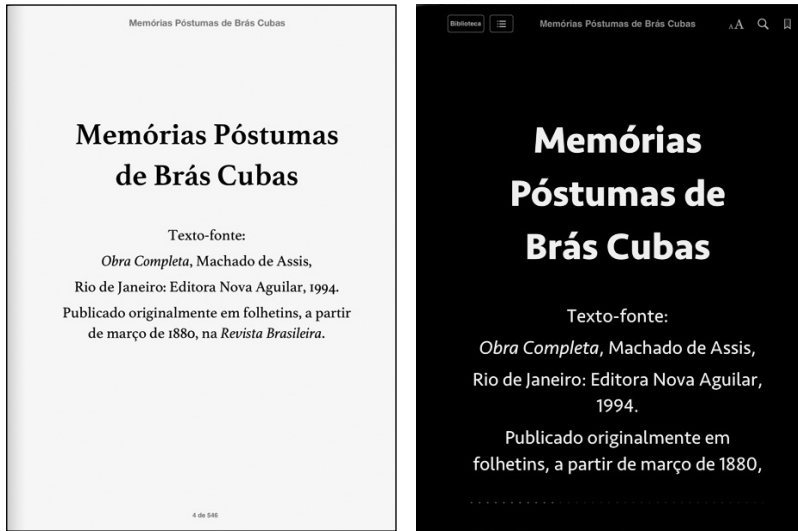 Memórias Póstumas de Brás Cubas
Memórias Póstumas
de Brás Cubas
Texto-fonte:
Obra Completa, Machado de Assis,
Rio de Janeiro: Editora Nova Aguilar, 1994.
Publicado originalmente em folhetins, a partir
de março de 1880, na Revista Brasileira.
4 de 546
Biblioteca
Memórias Póstumas de Brás Cubas
AA
Memórias
Póstumas de
Brás Cubas
Texto-fonte:
Obra Completa, Machado de Assis,
Rio de Janeiro: Editora Nova Aguilar,
1994.
Publicado originalmente em
folhetins, a partir de março de 1880,